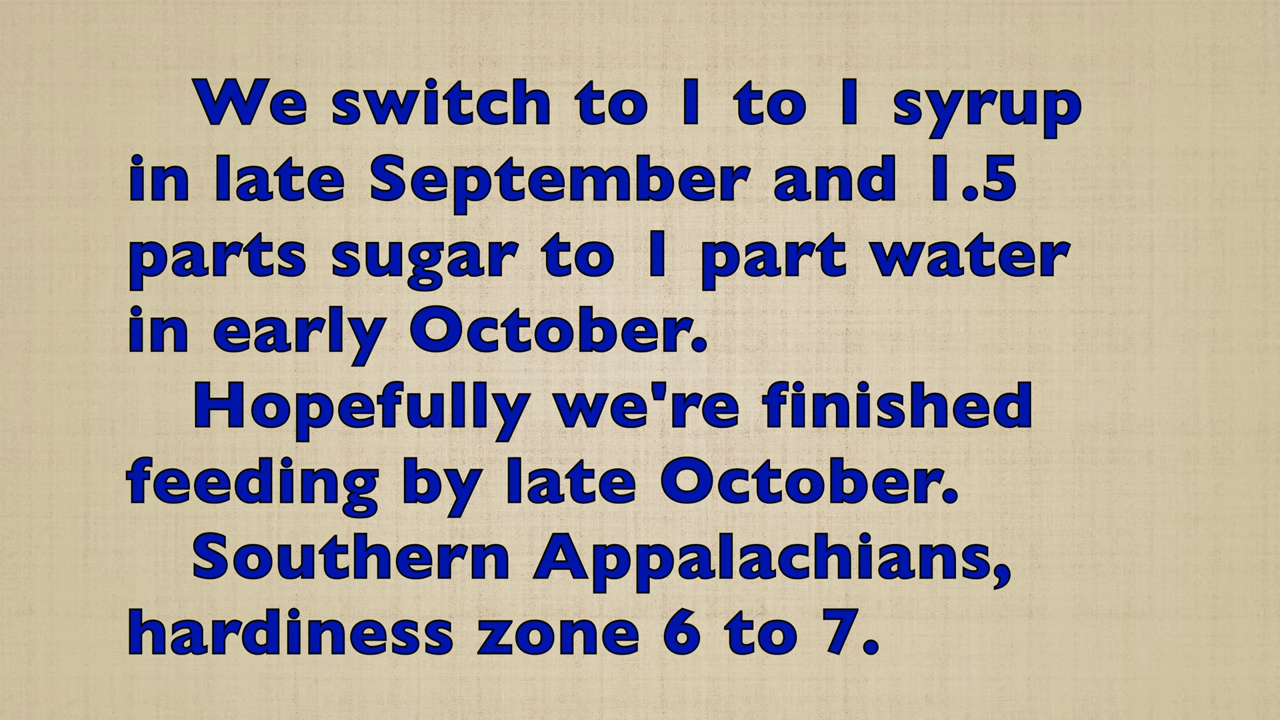 We switch to 1 to 1 syrup
in late September and 1.5
parts sugar to 1 part water
in early October.
Hopefully we're finished
feeding by late October.
Southern Appalachians,
hardiness zone 6 to 7.